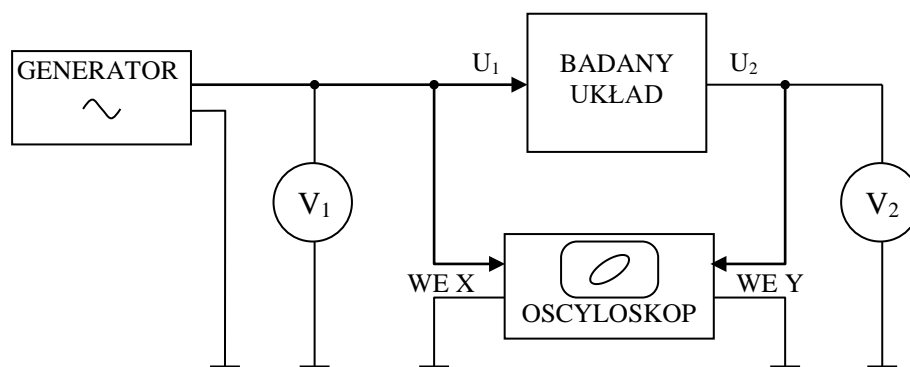 GENERATOR
U₁
BADANY
UKŁAD
U₂
V₁
V₂
WE X
WE Y
OSCYLOSKOP